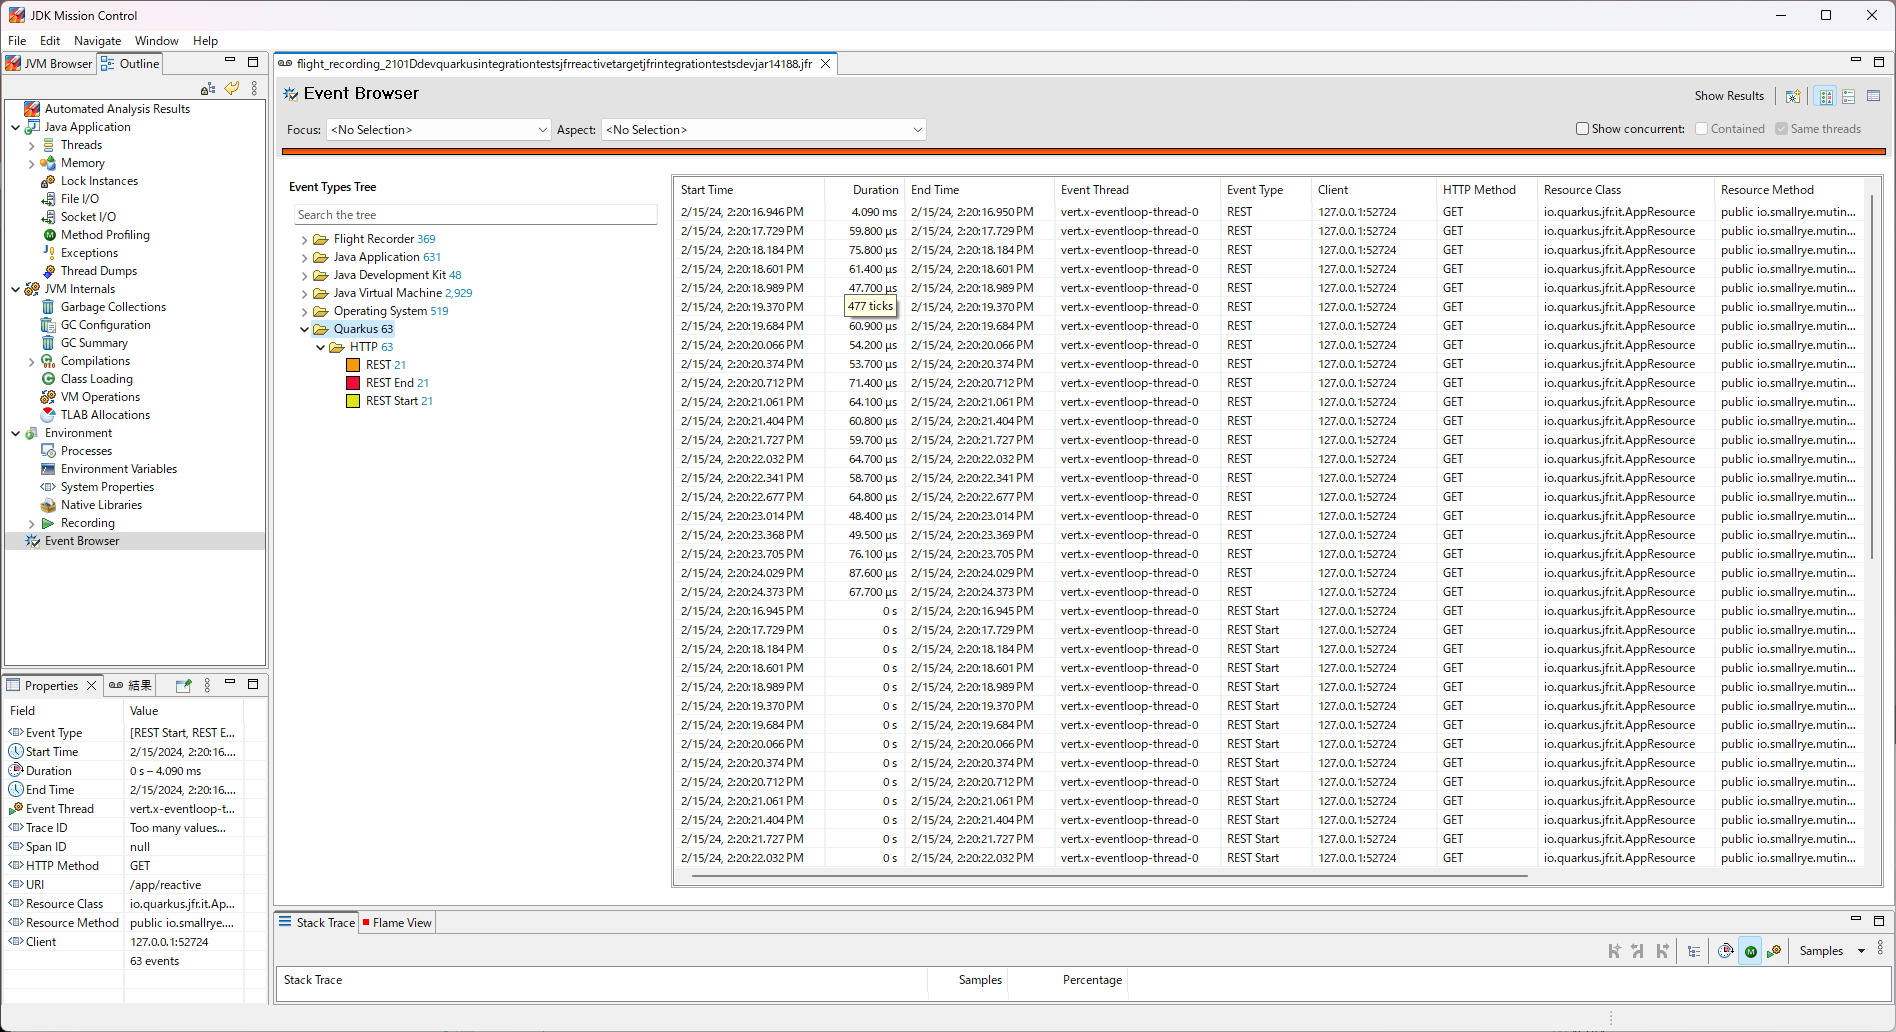 JDK Mission Control
File Edit Navigate Window Help
JVM Browser Outline
Automated Analysis Results
Java Application
Threads
Memory
Lock Instances
File I/O
Socket I/O
Method Profiling
Exceptions
Thread Dumps
JVM Internals
Garbage Collections
GC Configuration
GC Summary
Compilations
Class Loading
VM Operations
TLAB Allocations
Environment
Processes
Environment Variables
System Properties
Native Libraries
Recording
Event Browser
Properties 結果
Field Value
Event Type [REST Start, REST E...
Start Time 2/15/2024, 2:20:16....
Duration 0 s – 4.090 ms
End Time 2/15/2024, 2:20:16....
Event Thread vert.x-eventloop-t...
Trace ID Too many values...
Span ID null
HTTP Method GET
URI /app/reactive
Resource Class io.quarkus.jfr.it.Ap...
Resource Method public io.smallrye....
Client 127.0.0.1:52724
63 events
flight_recording_2101Ddevquarkusintegrationtestsjfrreactivetargetjfrintegrationtestsdevjar14188.jfr
Event Browser
Show Results
Focus: <No Selection> Aspect: <No Selection>
Show concurrent: Contained Same threads
Event Types Tree
Search the tree
Flight Recorder 369
Java Application 631
Java Development Kit 48
Java Virtual Machine 2,929
Operating System 519
Quarkus 63
HTTP 63
REST 21
REST End 21
REST Start 21
Start Time Duration End Time Event Thread Event Type Client HTTP Method Resource Class Resource Method
2/15/24, 2:20:16.946 PM 4.090 ms 2/15/24, 2:20:16.950 PM vert.x-eventloop-thread-0 REST 127.0.0.1:52724 GET io.quarkus.jfr.it.AppResource public io.smallrye.mutin...
2/15/24, 2:20:17.729 PM 59.800 µs 2/15/24, 2:20:17.729 PM vert.x-eventloop-thread-0 REST 127.0.0.1:52724 GET io.quarkus.jfr.it.AppResource public io.smallrye.mutin...
2/15/24, 2:20:18.184 PM 75.800 µs 2/15/24, 2:20:18.184 PM vert.x-eventloop-thread-0 REST 127.0.0.1:52724 GET io.quarkus.jfr.it.AppResource public io.smallrye.mutin...
2/15/24, 2:20:18.601 PM 61.400 µs 2/15/24, 2:20:18.601 PM vert.x-eventloop-thread-0 REST 127.0.0.1:52724 GET io.quarkus.jfr.it.AppResource public io.smallrye.mutin...
2/15/24, 2:20:18.989 PM 47.700 µs 2/15/24, 2:20:18.989 PM vert.x-eventloop-thread-0 REST 127.0.0.1:52724 GET io.quarkus.jfr.it.AppResource public io.smallrye.mutin...
2/15/24, 2:20:19.370 PM 477 ticks 2/15/24, 2:20:19.370 PM vert.x-eventloop-thread-0 REST 127.0.0.1:52724 GET io.quarkus.jfr.it.AppResource public io.smallrye.mutin...
2/15/24, 2:20:19.684 PM 60.900 µs 2/15/24, 2:20:19.684 PM vert.x-eventloop-thread-0 REST 127.0.0.1:52724 GET io.quarkus.jfr.it.AppResource public io.smallrye.mutin...
2/15/24, 2:20:20.066 PM 54.200 µs 2/15/24, 2:20:20.066 PM vert.x-eventloop-thread-0 REST 127.0.0.1:52724 GET io.quarkus.jfr.it.AppResource public io.smallrye.mutin...
2/15/24, 2:20:20.374 PM 53.700 µs 2/15/24, 2:20:20.374 PM vert.x-eventloop-thread-0 REST 127.0.0.1:52724 GET io.quarkus.jfr.it.AppResource public io.smallrye.mutin...
2/15/24, 2:20:20.712 PM 71.400 µs 2/15/24, 2:20:20.712 PM vert.x-eventloop-thread-0 REST 127.0.0.1:52724 GET io.quarkus.jfr.it.AppResource public io.smallrye.mutin...
2/15/24, 2:20:21.061 PM 64.100 µs 2/15/24, 2:20:21.061 PM vert.x-eventloop-thread-0 REST 127.0.0.1:52724 GET io.quarkus.jfr.it.AppResource public io.smallrye.mutin...
2/15/24, 2:20:21.404 PM 60.800 µs 2/15/24, 2:20:21.404 PM vert.x-eventloop-thread-0 REST 127.0.0.1:52724 GET io.quarkus.jfr.it.AppResource public io.smallrye.mutin...
2/15/24, 2:20:21.727 PM 59.700 µs 2/15/24, 2:20:21.727 PM vert.x-eventloop-thread-0 REST 127.0.0.1:52724 GET io.quarkus.jfr.it.AppResource public io.smallrye.mutin...
2/15/24, 2:20:22.032 PM 64.700 µs 2/15/24, 2:20:22.032 PM vert.x-eventloop-thread-0 REST 127.0.0.1:52724 GET io.quarkus.jfr.it.AppResource public io.smallrye.mutin...
2/15/24, 2:20:22.341 PM 58.700 µs 2/15/24, 2:20:22.341 PM vert.x-eventloop-thread-0 REST 127.0.0.1:52724 GET io.quarkus.jfr.it.AppResource public io.smallrye.mutin...
2/15/24, 2:20:22.677 PM 64.800 µs 2/15/24, 2:20:22.677 PM vert.x-eventloop-thread-0 REST 127.0.0.1:52724 GET io.quarkus.jfr.it.AppResource public io.smallrye.mutin...
2/15/24, 2:20:23.014 PM 48.400 µs 2/15/24, 2:20:23.014 PM vert.x-eventloop-thread-0 REST 127.0.0.1:52724 GET io.quarkus.jfr.it.AppResource public io.smallrye.mutin...
2/15/24, 2:20:23.368 PM 49.500 µs 2/15/24, 2:20:23.369 PM vert.x-eventloop-thread-0 REST 127.0.0.1:52724 GET io.quarkus.jfr.it.AppResource public io.smallrye.mutin...
2/15/24, 2:20:23.705 PM 76.100 µs 2/15/24, 2:20:23.705 PM vert.x-eventloop-thread-0 REST 127.0.0.1:52724 GET io.quarkus.jfr.it.AppResource public io.smallrye.mutin...
2/15/24, 2:20:24.029 PM 87.600 µs 2/15/24, 2:20:24.029 PM vert.x-eventloop-thread-0 REST 127.0.0.1:52724 GET io.quarkus.jfr.it.AppResource public io.smallrye.mutin...
2/15/24, 2:20:24.373 PM 67.700 µs 2/15/24, 2:20:24.373 PM vert.x-eventloop-thread-0 REST 127.0.0.1:52724 GET io.quarkus.jfr.it.AppResource public io.smallrye.mutin...
2/15/24, 2:20:16.945 PM 0 s 2/15/24, 2:20:16.945 PM vert.x-eventloop-thread-0 REST Start 127.0.0.1:52724 GET io.quarkus.jfr.it.AppResource public io.smallrye.mutin...
2/15/24, 2:20:17.729 PM 0 s 2/15/24, 2:20:17.729 PM vert.x-eventloop-thread-0 REST Start 127.0.0.1:52724 GET io.quarkus.jfr.it.AppResource public io.smallrye.mutin...
2/15/24, 2:20:18.184 PM 0 s 2/15/24, 2:20:18.184 PM vert.x-eventloop-thread-0 REST Start 127.0.0.1:52724 GET io.quarkus.jfr.it.AppResource public io.smallrye.mutin...
2/15/24, 2:20:18.601 PM 0 s 2/15/24, 2:20:18.601 PM vert.x-eventloop-thread-0 REST Start 127.0.0.1:52724 GET io.quarkus.jfr.it.AppResource public io.smallrye.mutin...
2/15/24, 2:20:18.989 PM 0 s 2/15/24, 2:20:18.989 PM vert.x-eventloop-thread-0 REST Start 127.0.0.1:52724 GET io.quarkus.jfr.it.AppResource public io.smallrye.mutin...
2/15/24, 2:20:19.370 PM 0 s 2/15/24, 2:20:19.370 PM vert.x-eventloop-thread-0 REST Start 127.0.0.1:52724 GET io.quarkus.jfr.it.AppResource public io.smallrye.mutin...
2/15/24, 2:20:19.684 PM 0 s 2/15/24, 2:20:19.684 PM vert.x-eventloop-thread-0 REST Start 127.0.0.1:52724 GET io.quarkus.jfr.it.AppResource public io.smallrye.mutin...
2/15/24, 2:20:20.066 PM 0 s 2/15/24, 2:20:20.066 PM vert.x-eventloop-thread-0 REST Start 127.0.0.1:52724 GET io.quarkus.jfr.it.AppResource public io.smallrye.mutin...
2/15/24, 2:20:20.374 PM 0 s 2/15/24, 2:20:20.374 PM vert.x-eventloop-thread-0 REST Start 127.0.0.1:52724 GET io.quarkus.jfr.it.AppResource public io.smallrye.mutin...
2/15/24, 2:20:20.712 PM 0 s 2/15/24, 2:20:20.712 PM vert.x-eventloop-thread-0 REST Start 127.0.0.1:52724 GET io.quarkus.jfr.it.AppResource public io.smallrye.mutin...
2/15/24, 2:20:21.061 PM 0 s 2/15/24, 2:20:21.061 PM vert.x-eventloop-thread-0 REST Start 127.0.0.1:52724 GET io.quarkus.jfr.it.AppResource public io.smallrye.mutin...
2/15/24, 2:20:21.404 PM 0 s 2/15/24, 2:20:21.404 PM vert.x-eventloop-thread-0 REST Start 127.0.0.1:52724 GET io.quarkus.jfr.it.AppResource public io.smallrye.mutin...
2/15/24, 2:20:21.727 PM 0 s 2/15/24, 2:20:21.727 PM vert.x-eventloop-thread-0 REST Start 127.0.0.1:52724 GET io.quarkus.jfr.it.AppResource public io.smallrye.mutin...
2/15/24, 2:20:22.032 PM 0 s 2/15/24, 2:20:22.032 PM vert.x-eventloop-thread-0 REST Start 127.0.0.1:52724 GET io.quarkus.jfr.it.AppResource public io.smallrye.mutin...
Stack Trace Flame View
Samples
Stack Trace Samples Percentage